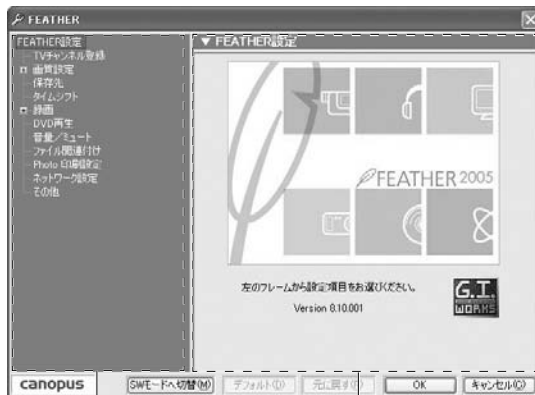 FEATHER
FEATHER設定
TVチャンネル登録
画質設定
保存先
タイムシフト
録画
DVD再生
音量/ミュート
ファイル関連付け
Photo 印刷設定
ネットワーク設定
その他
▼ FEATHER設定
FEATHER 2005
左のフレームから設定項目をお選びください。
Version 8.10.001
G.I.
WORKS
canopus
SWモードへ切替(M)
デフォルト(D)
元に戻す(R)
OK
キャンセル(C)